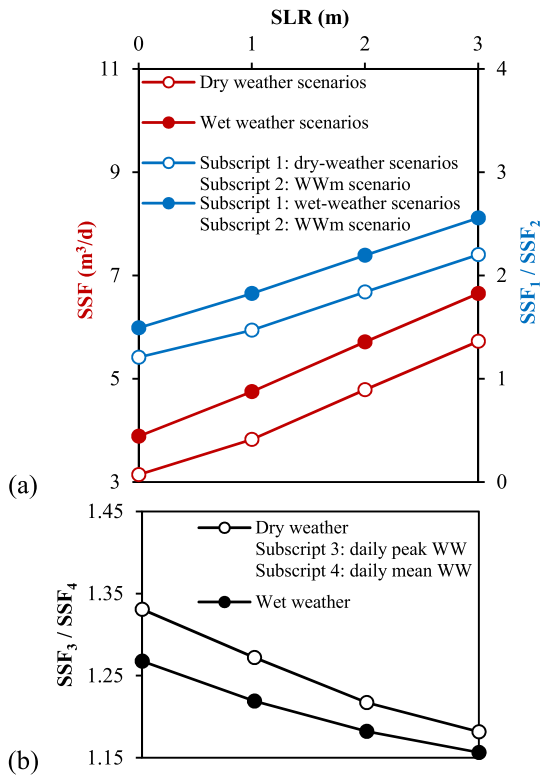 SLR (m)
0 1 2 3
11 4
Dry weather scenarios
Wet weather scenarios
9 3
Subscript 1: dry-weather scenarios
Subscript 2: WWm scenario
Subscript 1: wet-weather scenarios
Subscript 2: WWm scenario
7 2
SSF (m³/d)
SSF₁ / SSF₂
5 1
3 0
(a)
1.45
Dry weather
Subscript 3: daily peak WW
Subscript 4: daily mean WW
1.35
Wet weather
SSF₃ / SSF₄
1.25
1.15
(b)